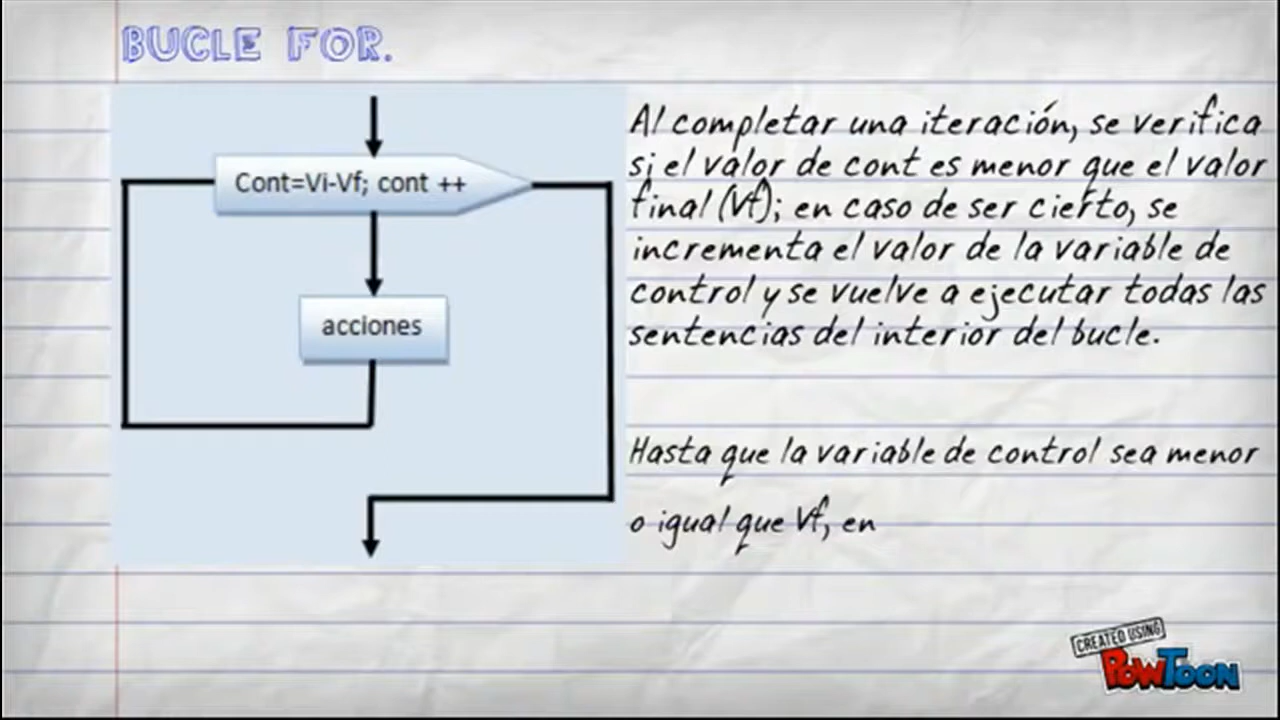 BUCLE FOR.
Cont=Vi-Vf; cont ++
acciones
Al completar una iteración, se verifica
si el valor de cont es menor que el valor
final (Vf); en caso de ser cierto, se
incrementa el valor de la variable de
control y se vuelve a ejecutar todas las
sentencias del interior del bucle.
Hasta que la variable de control sea menor
o igual que Vf, en
CREATED USING
POWTOON